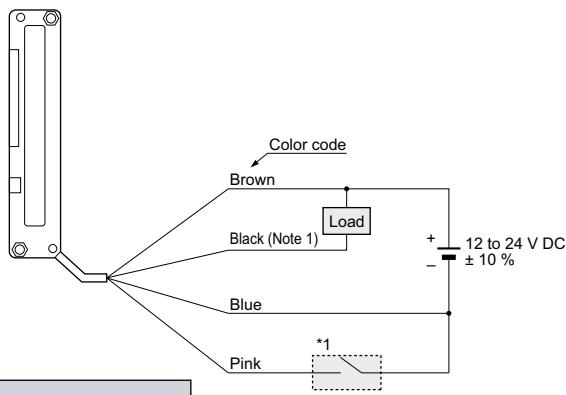 Color code
Brown
Load
Black (Note 1)
+
12 to 24 V DC
–
± 10 %
Blue
*1
Pink